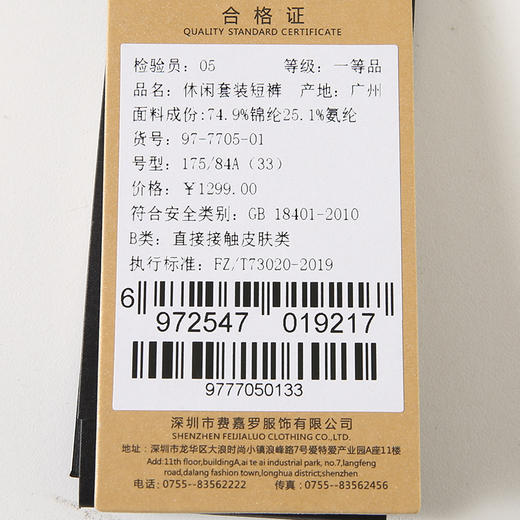 合格证
QUALITY STANDARD CERTIFICATE
检验员: 05 等级: 一等品
品名: 休闲套装短裤 产地: 广州
面料成份:74.9%锦纶25.1%氨纶
货号: 97-7705-01
号型: 175/84A (33)
价格: ￥1299.00
符合安全类别: GB 18401-2010
B类: 直接接触皮肤类
执行标准: FZ/T73020-2019
6 972547 019217
9777050133
深圳市费嘉罗服饰有限公司
SHENZHEN FEIJIALUO CLOTHING CO.,LTD.
地址: 深圳市龙华区大浪时尚小镇浪峰路7号爱特爱产业园A座11楼
Add:11th floor,buildingA,ai te ai industrial park, no.7,langfeng
road,dalang fashion town,longhua district,shenzhen
电话: 0755--83562222 传真: 0755--83562456